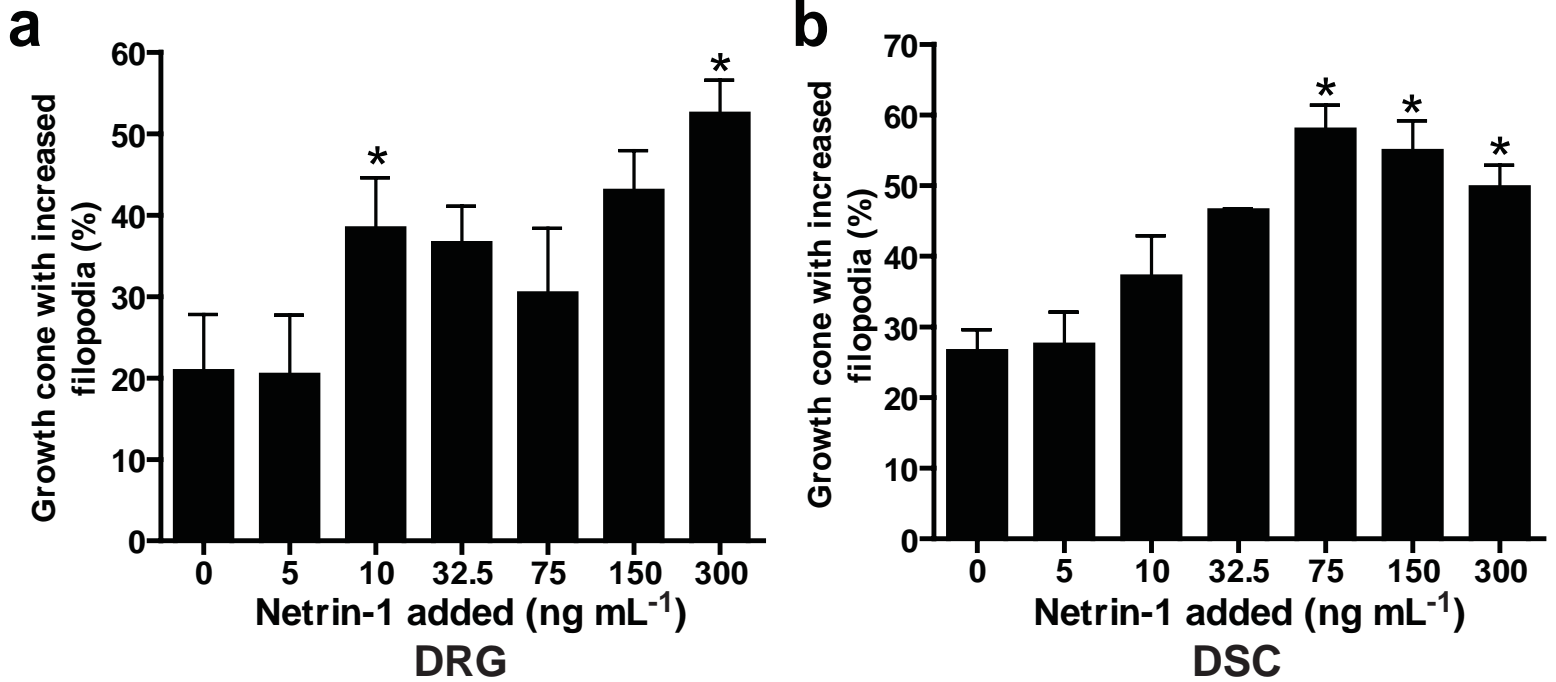 a
Growth cone with increased
filopodia (%)
60
50
40
30
20
10
0
*
*
0 5 10 32.5 75 150 300
Netrin-1 added (ng mL-1)
DRG
b
Growth cone with increased
filopodia (%)
70
60
50
40
30
20
10
0
* * *
0 5 10 32.5 75 150 300
Netrin-1 added (ng mL-1)
DSC